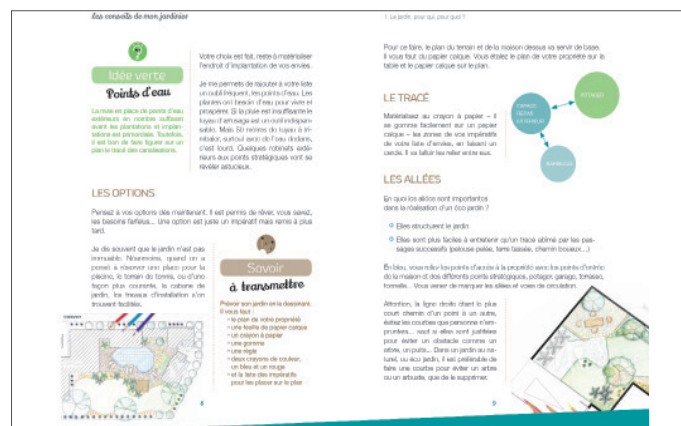 Les conseils de mon jardinier
Idée verte
Points d'eau
La mise en place de points d'eau
extérieurs en nombre suffisant
avant les plantations et implan-
tations est primordiale. Toutefois,
il est bon de faire figurer sur un
plan le tracé des canalisations.
Votre choix est fait, reste à matérialiser
l'endroit d'implantation de vos envies.
Je me permets de rajouter à votre liste
un oubli fréquent, les points d'eau. Les
plantes ont besoin d'eau pour vivre et
prospérer. Si la pluie est insuffisante le
tuyau d'arrosage est un outil indispen-
sable. Mais 50 mètres de tuyau à trim-
baler, surtout avec de l'eau dedans,
c'est lourd. Quelques robinets exté-
rieurs aux points stratégiques vont se
révéler astucieux.
LES OPTIONS
Pensez à vos options dès maintenant. Il est permis de rêver, vous savez,
les besoins farfelus... Une option est juste un impératif mais remis à plus
tard.
Je dis souvent que le jardin n'est pas
immuable. Néanmoins, quand on a
pensé à réserver une place pour la
piscine, le terrain de tennis, ou d'une
façon plus courante, la cabane de
jardin, les travaux d'installation s'en
trouvent facilités.
Savoir
à transmettre
Prévoir son jardin en le dessinant.
Il vous faut :
• le plan de votre propriété
• une feuille de papier calque
• un crayon à papier
• une gomme
• une règle
• deux crayons de couleur,
un bleu et un rouge
• et la liste des impératifs
pour les placer sur le plan
8
1. Le jardin, pour qui, pour quoi ?
Pour ce faire, le plan du terrain et de la maison dessus va servir de base.
Il vous faut du papier calque. Vous étalez le plan de votre propriété sur la
table et le papier calque sur le plan.
LE TRACÉ
Matérialisez au crayon à papier – il
se gomme facilement sur un papier
calque – les zones de vos impératifs
de votre liste d'envies, en faisant un
cercle. Il va falloir les relier entre eux.
POTAGER
ESPACE
REPAS
EXTÉRIEUR
BARBECUE
LES ALLÉES
En quoi les allées sont importantes
dans la réalisation d'un éco jardin ?
Elles structurent le jardin
Elles sont plus faciles à entretenir qu'un tracé abîmé par les pas-
sages successifs (pelouse pelée, terre tassée, chemin boueux...)
En bleu, vous reliez les points d'accès à la propriété avec les points d'entrée
de la maison et des différents points stratégiques, potager, garage, terrasse,
tonnelle... Vous venez de marquer les allées et voies de circulation.
Attention, la ligne droite étant le plus
court chemin d'un point à un autre,
évitez les courbes que personne n'em-
pruntera... sauf si elles sont justifiées
pour éviter un obstacle comme un
arbre, un puits... Dans un jardin au na-
turel, ou éco jardin, il est préférable de
faire une courbe pour éviter un arbre
ou un arbuste, que de le supprimer.
9